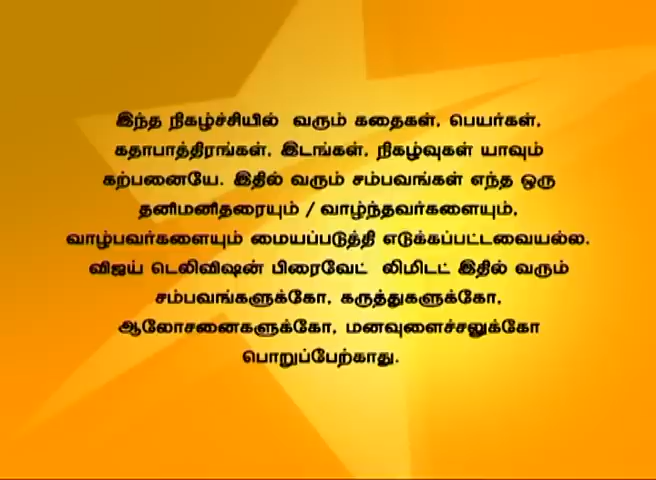 இந்த நிகழ்ச்சியில் வரும் கதைகள், பெயர்கள்,
கதாபாத்திரங்கள், இடங்கள், நிகழ்வுகள் யாவும்
கற்பனையே. இதில் வரும் சம்பவங்கள் எந்த ஒரு
தனிமனிதரையும் / வாழ்ந்தவர்களையும்,
வாழ்பவர்களையும் மையப்படுத்தி எடுக்கப்பட்டவையல்ல.
விஜய் டெலிவிஷன் பிரைவேட் லிமிடட் இதில் வரும்
சம்பவங்களுக்கோ, கருத்துகளுக்கோ,
ஆலோசனைகளுக்கோ, மனவுளைச்சலுக்கோ
பொறுப்பேற்காது.